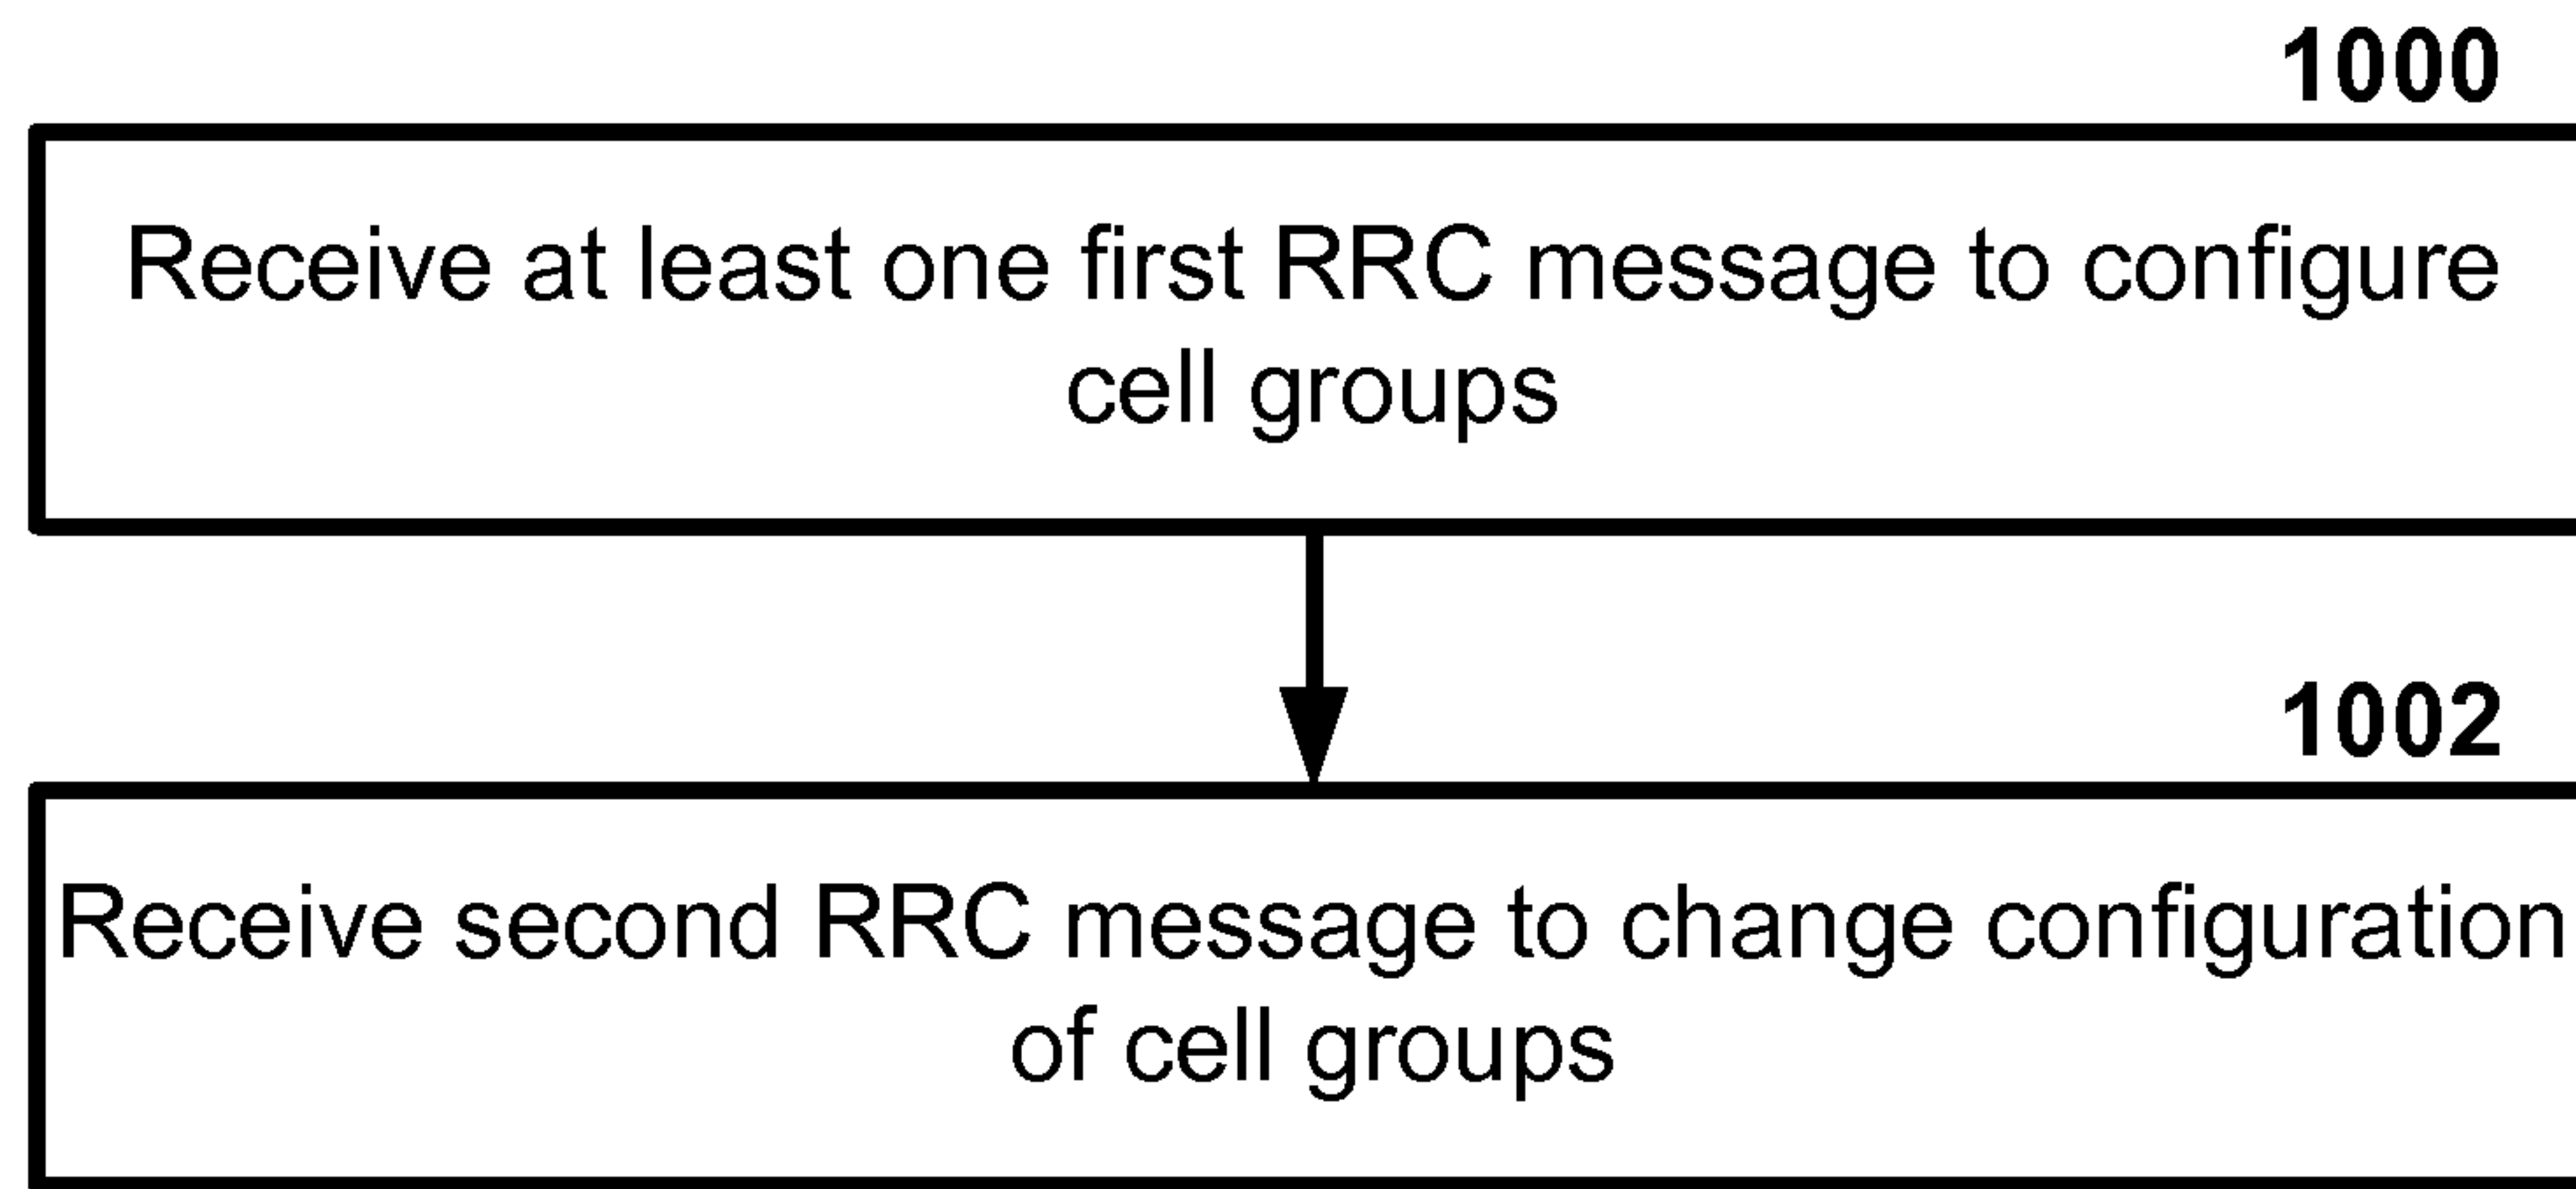 1000
Receive at least one first RRC message to configure
cell groups
1002
Receive second RRC message to change configuration
of cell groups